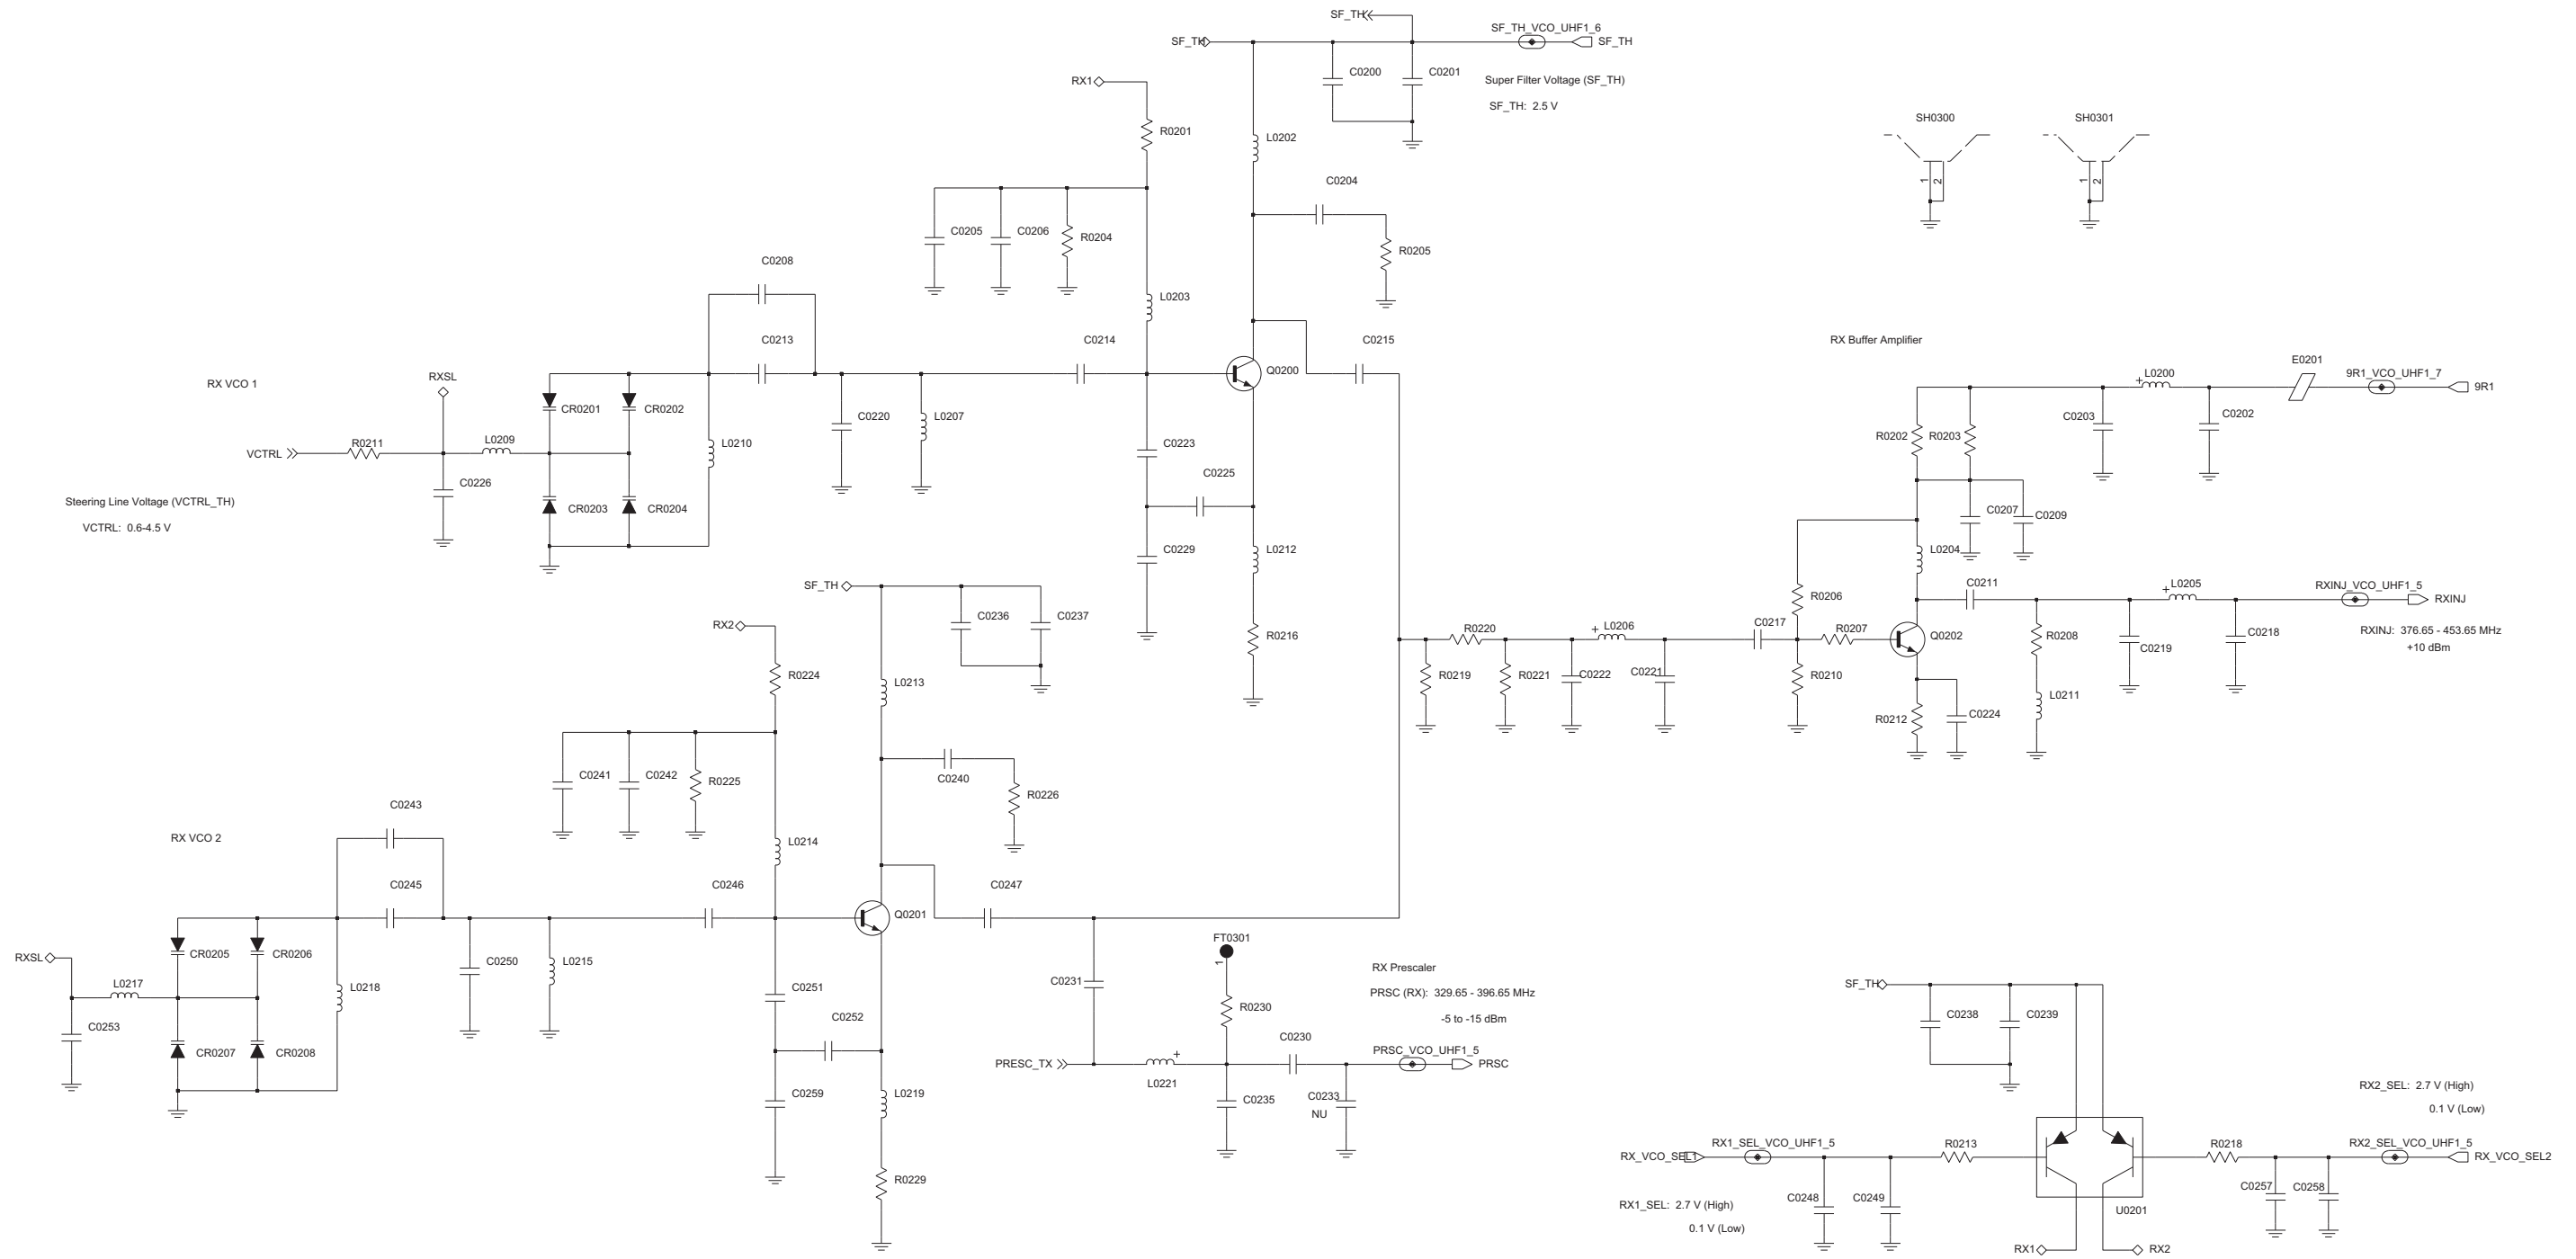 SF_TH
SF_TH
SF_TH_VCO_UHF1_6
SF_TH
C0200
C0201
Super Filter Voltage (SF_TH)
SF_TH: 2.5 V
RX1
R0201
L0202
SH0300
SH0301
1
2
1
2
C0204
C0205
C0206
R0204
R0205
C0208
L0203
C0213
C0214
C0215
RX Buffer Amplifier
E0201
RX VCO 1
RXSL
Q0200
L0200
+
9R1_VCO_UHF1_7
9R1
CR0201
CR0202
C0220
L0207
C0203
C0202
R0202
R0203
VCTRL
R0211
L0209
L0210
C0223
C0226
C0225
Steering Line Voltage (VCTRL_TH)
VCTRL: 0.6-4.5 V
CR0203
CR0204
C0207
C0209
C0229
L0212
L0204
SF_TH
C0211
L0205
+
RXINJ_VCO_UHF1_5
RXINJ
C0236
C0237
R0206
RX2
R0216
R0220
+
L0206
C0217
R0207
Q0202
R0208
C0219
C0218
RXINJ: 376.65 - 453.65 MHz
+10 dBm
R0224
L0213
R0219
R0221
C0222
C0221
R0210
L0211
R0212
C0224
C0241
C0242
R0225
C0240
R0226
C0243
RX VCO 2
L0214
C0245
C0246
C0247
Q0201
FT0301
1
RXSL
CR0205
CR0206
C0250
L0215
RX Prescaler
L0217
L0218
C0251
C0231
PRSC (RX): 329.65 - 396.65 MHz
-5 to -15 dBm
SF_TH
R0230
C0238
C0239
C0253
C0252
CR0207
CR0208
C0230
PRSC_VCO_UHF1_5
PRESC_TX
+
L0221
PRSC
C0259
L0219
C0235
C0233
NU
RX2_SEL: 2.7 V (High)
0.1 V (Low)
RX_VCO_SEL1
RX1_SEL_VCO_UHF1_5
R0213
R0218
RX2_SEL_VCO_UHF1_5
RX_VCO_SEL2
R0229
C0248
C0249
C0257
C0258
RX1_SEL: 2.7 V (High)
0.1 V (Low)
U0201
RX1
RX2